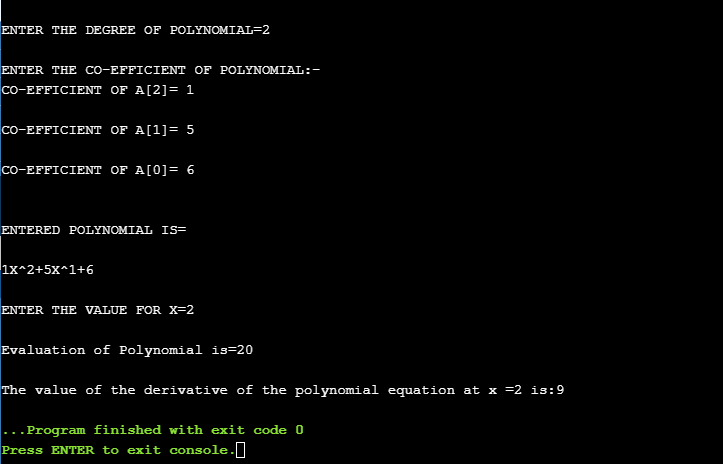 ENTER THE DEGREE OF POLYNOMIAL=2
ENTER THE CO-EFFICIENT OF POLYNOMIAL:-
CO-EFFICIENT OF A[2]= 1
CO-EFFICIENT OF A[1]= 5
CO-EFFICIENT OF A[0]= 6
ENTERED POLYNOMIAL IS=
1X^2+5X^1+6
ENTER THE VALUE FOR X=2
Evaluation of Polynomial is=20
The value of the derivative of the polynomial equation at x =2 is:9
...Program finished with exit code 0
Press ENTER to exit console.